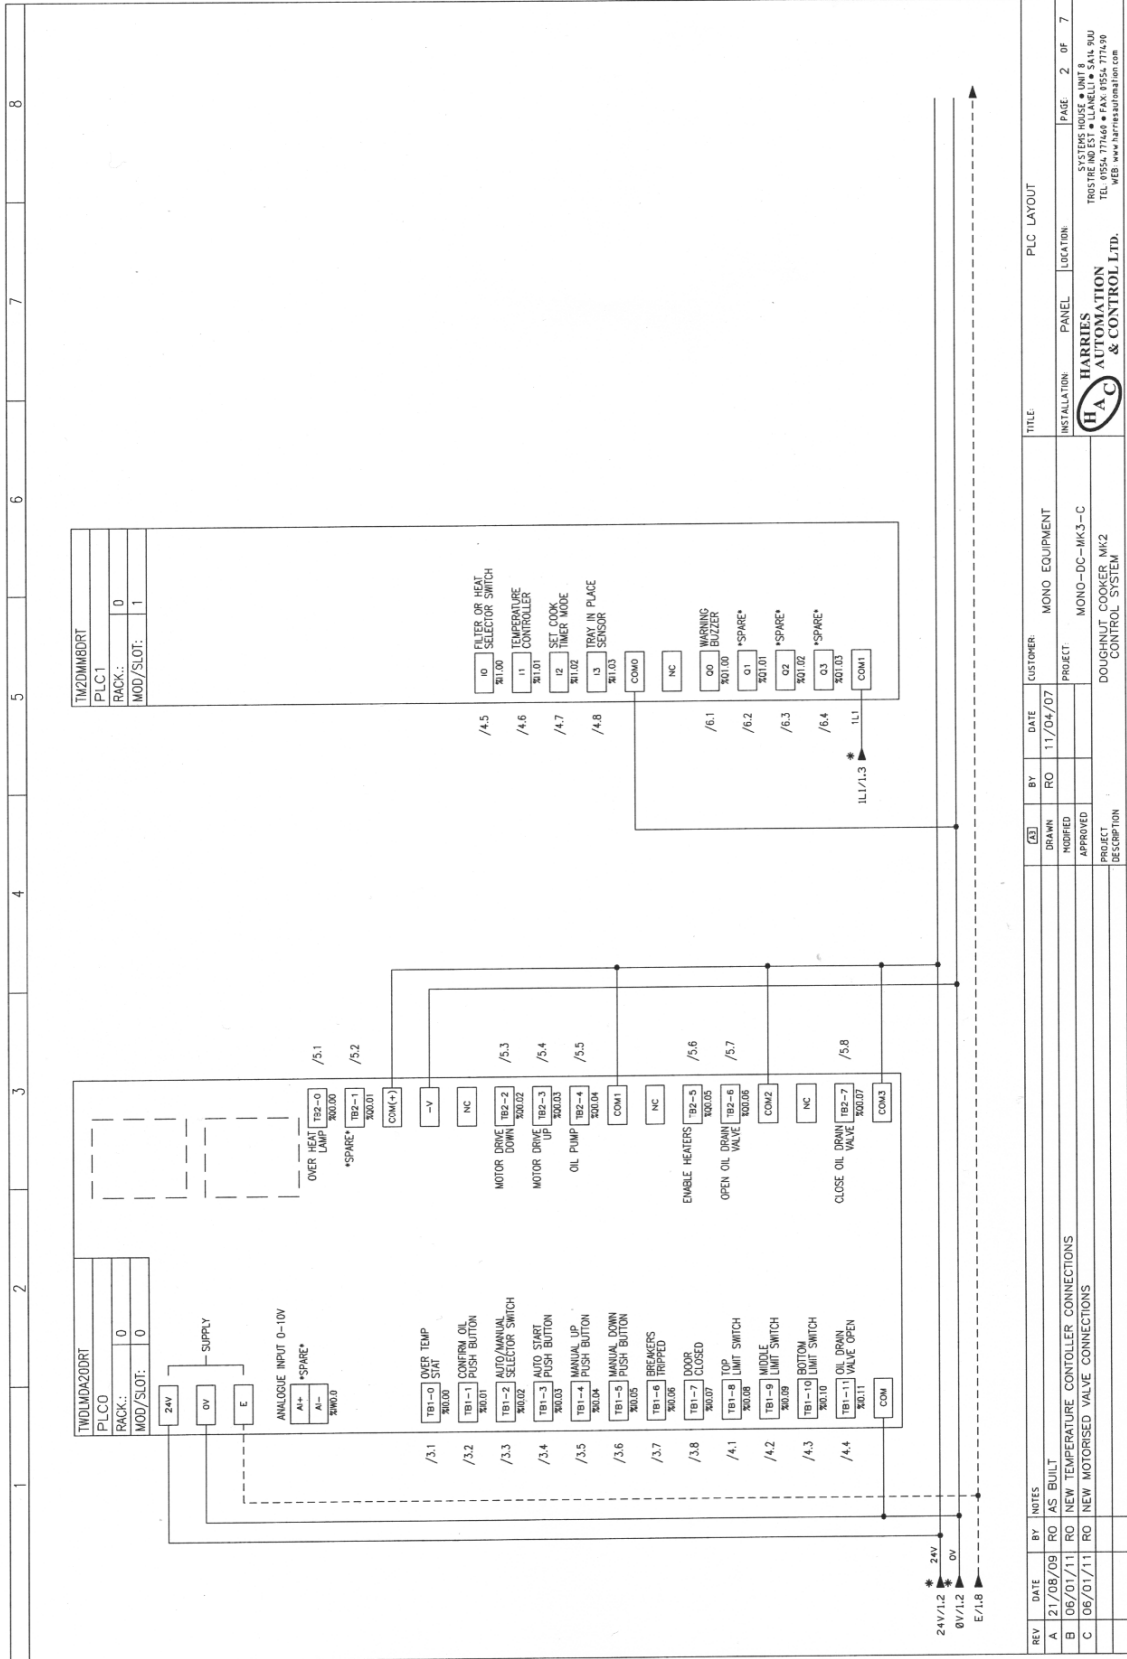 1 2 3 4 5 6 7 8
TWDLMDA20DRT
PLC0
RACK.: 0
MOD/SLOT: 0
24V
0V
E
SUPPLY
ANALOGUE INPUT 0-10V
AI+ *SPARE*
AI-
%IW0.0
/3.1 TB1-0 OVER TEMP STAT
%I0.00
/3.2 TB1-1 CONFIRM OIL PUSH BUTTON
%I0.01
/3.3 TB1-2 AUTO/MANUAL SELECTOR SWITCH
%I0.02
/3.4 TB1-3 AUTO START PUSH BUTTON
%I0.03
/3.5 TB1-4 MANUAL UP PUSH BUTTON
%I0.04
/3.6 TB1-5 MANUAL DOWN PUSH BUTTON
%I0.05
/3.7 TB1-6 BREAKERS TRIPPED
%I0.06
/3.8 TB1-7 DOOR CLOSED
%I0.07
/4.1 TB1-8 TOP LIMIT SWITCH
%I0.08
/4.2 TB1-9 MIDDLE LIMIT SWITCH
%I0.09
/4.3 TB1-10 BOTTOM LIMIT SWITCH
%I0.10
/4.4 TB1-11 OIL DRAIN VALVE OPEN
%I0.11
COM
OVER HEAT LAMP TB2-0 /5.1
%Q0.00
*SPARE* TB2-1 /5.2
%Q0.01
COM(+)
-V
NC
MOTOR DRIVE DOWN TB2-2 /5.3
%Q0.02
MOTOR DRIVE UP TB2-3 /5.4
%Q0.03
OIL PUMP TB2-4 /5.5
%Q0.04
COM1
NC
ENABLE HEATERS TB2-5 /5.6
%Q0.05
OPEN OIL DRAIN VALVE TB2-6 /5.7
%Q0.06
COM2
NC
CLOSE OIL DRAIN VALVE TB2-7 /5.8
%Q0.07
COM3
TM2DMM8DRT
PLC1
RACK.: 0
MOD/SLOT: 1
/4.5 I0 FILTER OR HEAT SELECTOR SWITCH
%I1.00
/4.6 I1 TEMPERATURE CONTROLLER
%I1.01
/4.7 I2 SET COOK TIMER MODE
%I1.02
/4.8 I3 TRAY IN PLACE SENSOR
%I1.03
COM0
NC
/6.1 Q0 WARNING BUZZER
%Q1.00
/6.2 Q1 *SPARE*
%Q1.01
/6.3 Q2 *SPARE*
%Q1.02
/6.4 Q3 *SPARE*
%Q1.03
1L1 COM1
1L1/1.3 *
24V/1.2 * 24V
0V/1.2 * 0V
E/1.8
REV DATE BY NOTES
A 21/08/09 RO AS BUILT
B 06/01/11 RO NEW TEMPERATURE CONTOLLER CONNECTIONS
C 06/01/11 RO NEW MOTORISED VALVE CONNECTIONS
A3 BY DATE
DRAWN RO 11/04/07
MODIFIED
APPROVED
CUSTOMER: MONO EQUIPMENT
PROJECT: MONO-DC-MK3-C
PROJECT DESCRIPTION
DOUGHNUT COOKER MK2
CONTROL SYSTEM
TITLE: PLC LAYOUT
INSTALLATION: PANEL LOCATION: PAGE: 2 OF 7
HAC
HARRIES
AUTOMATION
& CONTROL LTD.
SYSTEMS HOUSE ● UNIT 8
TROSTRE IND EST ● LLANELLI ● SA14 9UU
TEL: 01554 777460 ● FAX: 01554 777490
WEB: www.harriesautomation.com